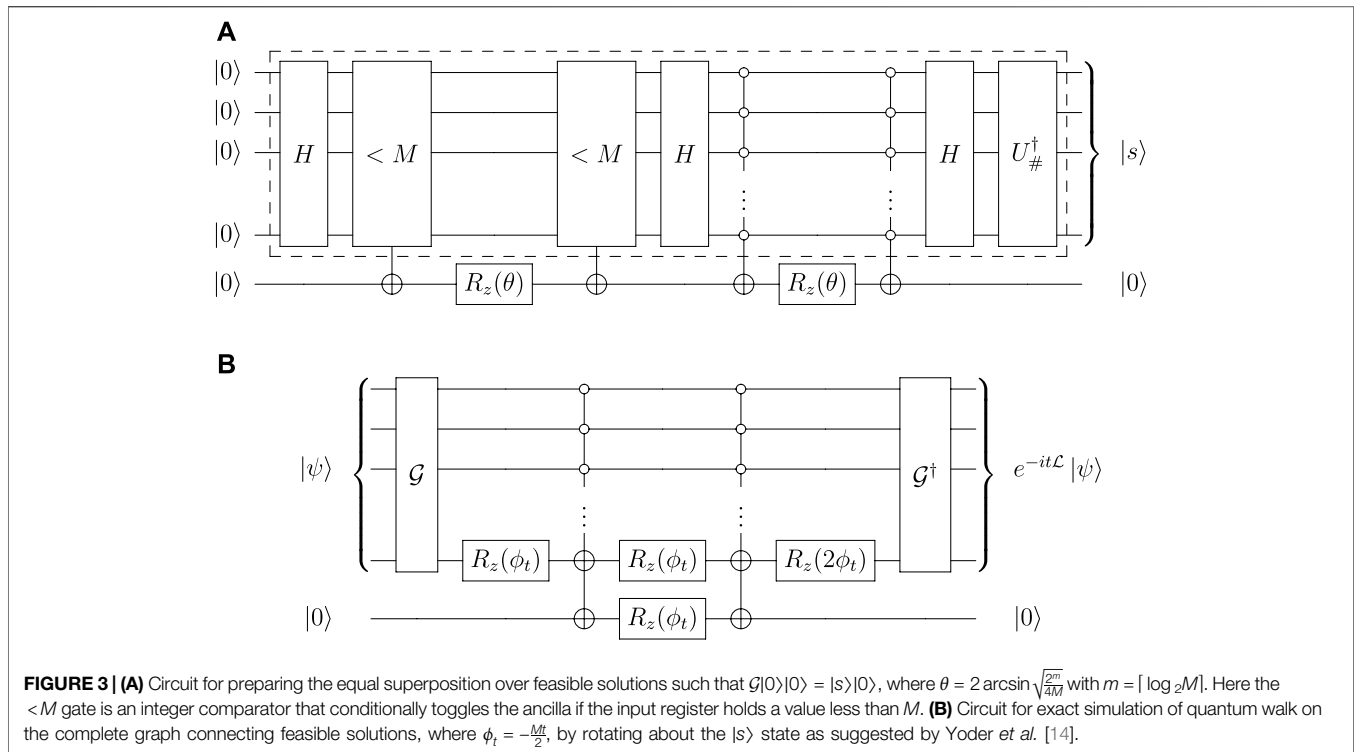 A
|0⟩
|0⟩
|0⟩
|0⟩
|0⟩
H
< M
< M
H
H
U†#
|s⟩
Rz(θ)
Rz(θ)
|0⟩
B
|ψ⟩
G
G†
e^−itL |ψ⟩
Rz(ϕt)
Rz(ϕt)
Rz(2ϕt)
|0⟩
Rz(ϕt)
|0⟩
FIGURE 3 | (A) Circuit for preparing the equal superposition over feasible solutions such that G|0⟩|0⟩ = |s⟩|0⟩, where θ = 2 arcsin √(2^m/4M) with m = ⌈ log 2M⌉. Here the
< M gate is an integer comparator that conditionally toggles the ancilla if the input register holds a value less than M. (B) Circuit for exact simulation of quantum walk on
the complete graph connecting feasible solutions, where ϕt = −Mt/2, by rotating about the |s⟩ state as suggested by Yoder et al. [14].